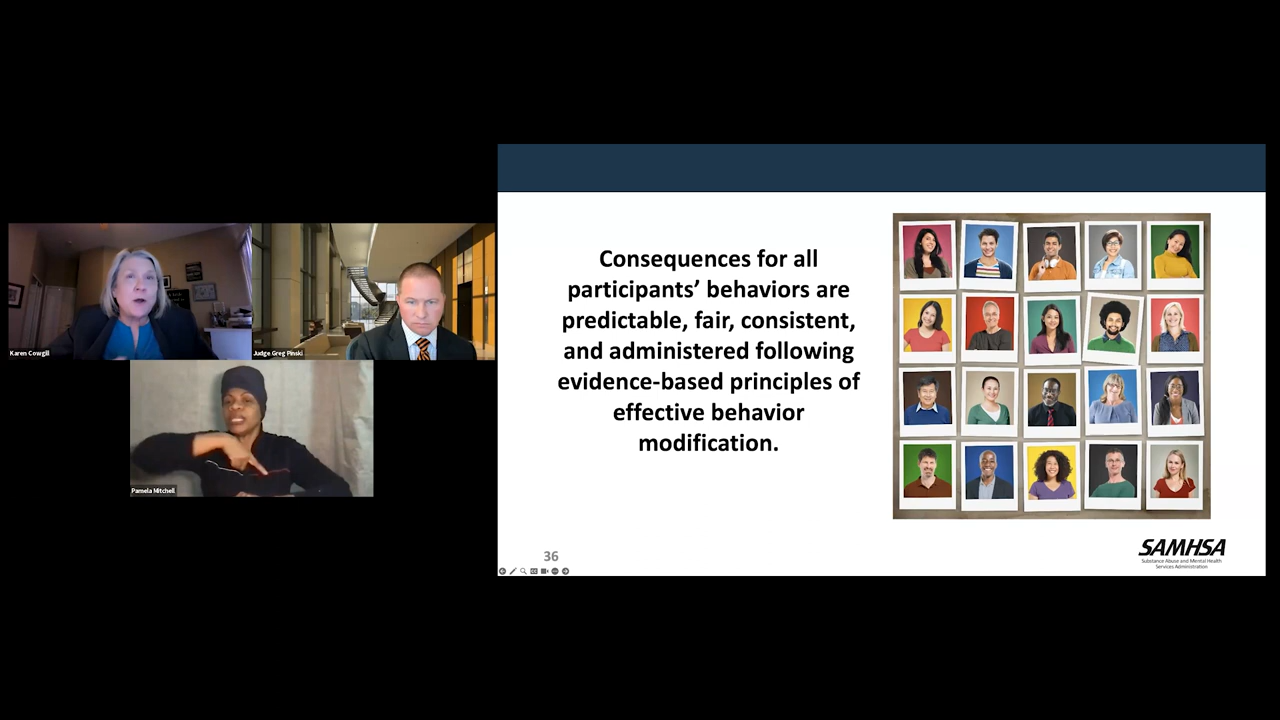 Karen Cowgill
Judge Greg Pinski
Pamela Mitchell
Consequences for all
participants’ behaviors are
predictable, fair, consistent,
and administered following
evidence-based principles of
effective behavior
modification.
36
SAMHSA
Substance Abuse and Mental Health
Services Administration